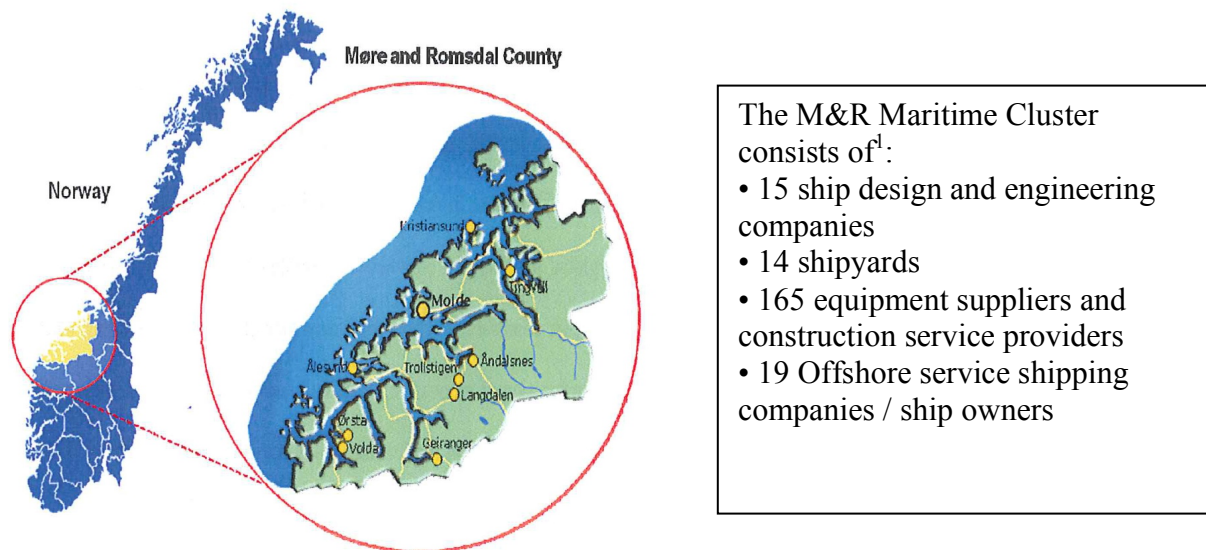 Møre and Romsdal County
Norway
Kristiansund
Tingvoll
Molde
Ålesund
Trollstigen
Åndalsnes
Langdalen
Ørsta
Volda
Geiranger
The M&R Maritime Cluster
consists of¹:
• 15 ship design and engineering
companies
• 14 shipyards
• 165 equipment suppliers and
construction service providers
• 19 Offshore service shipping
companies / ship owners